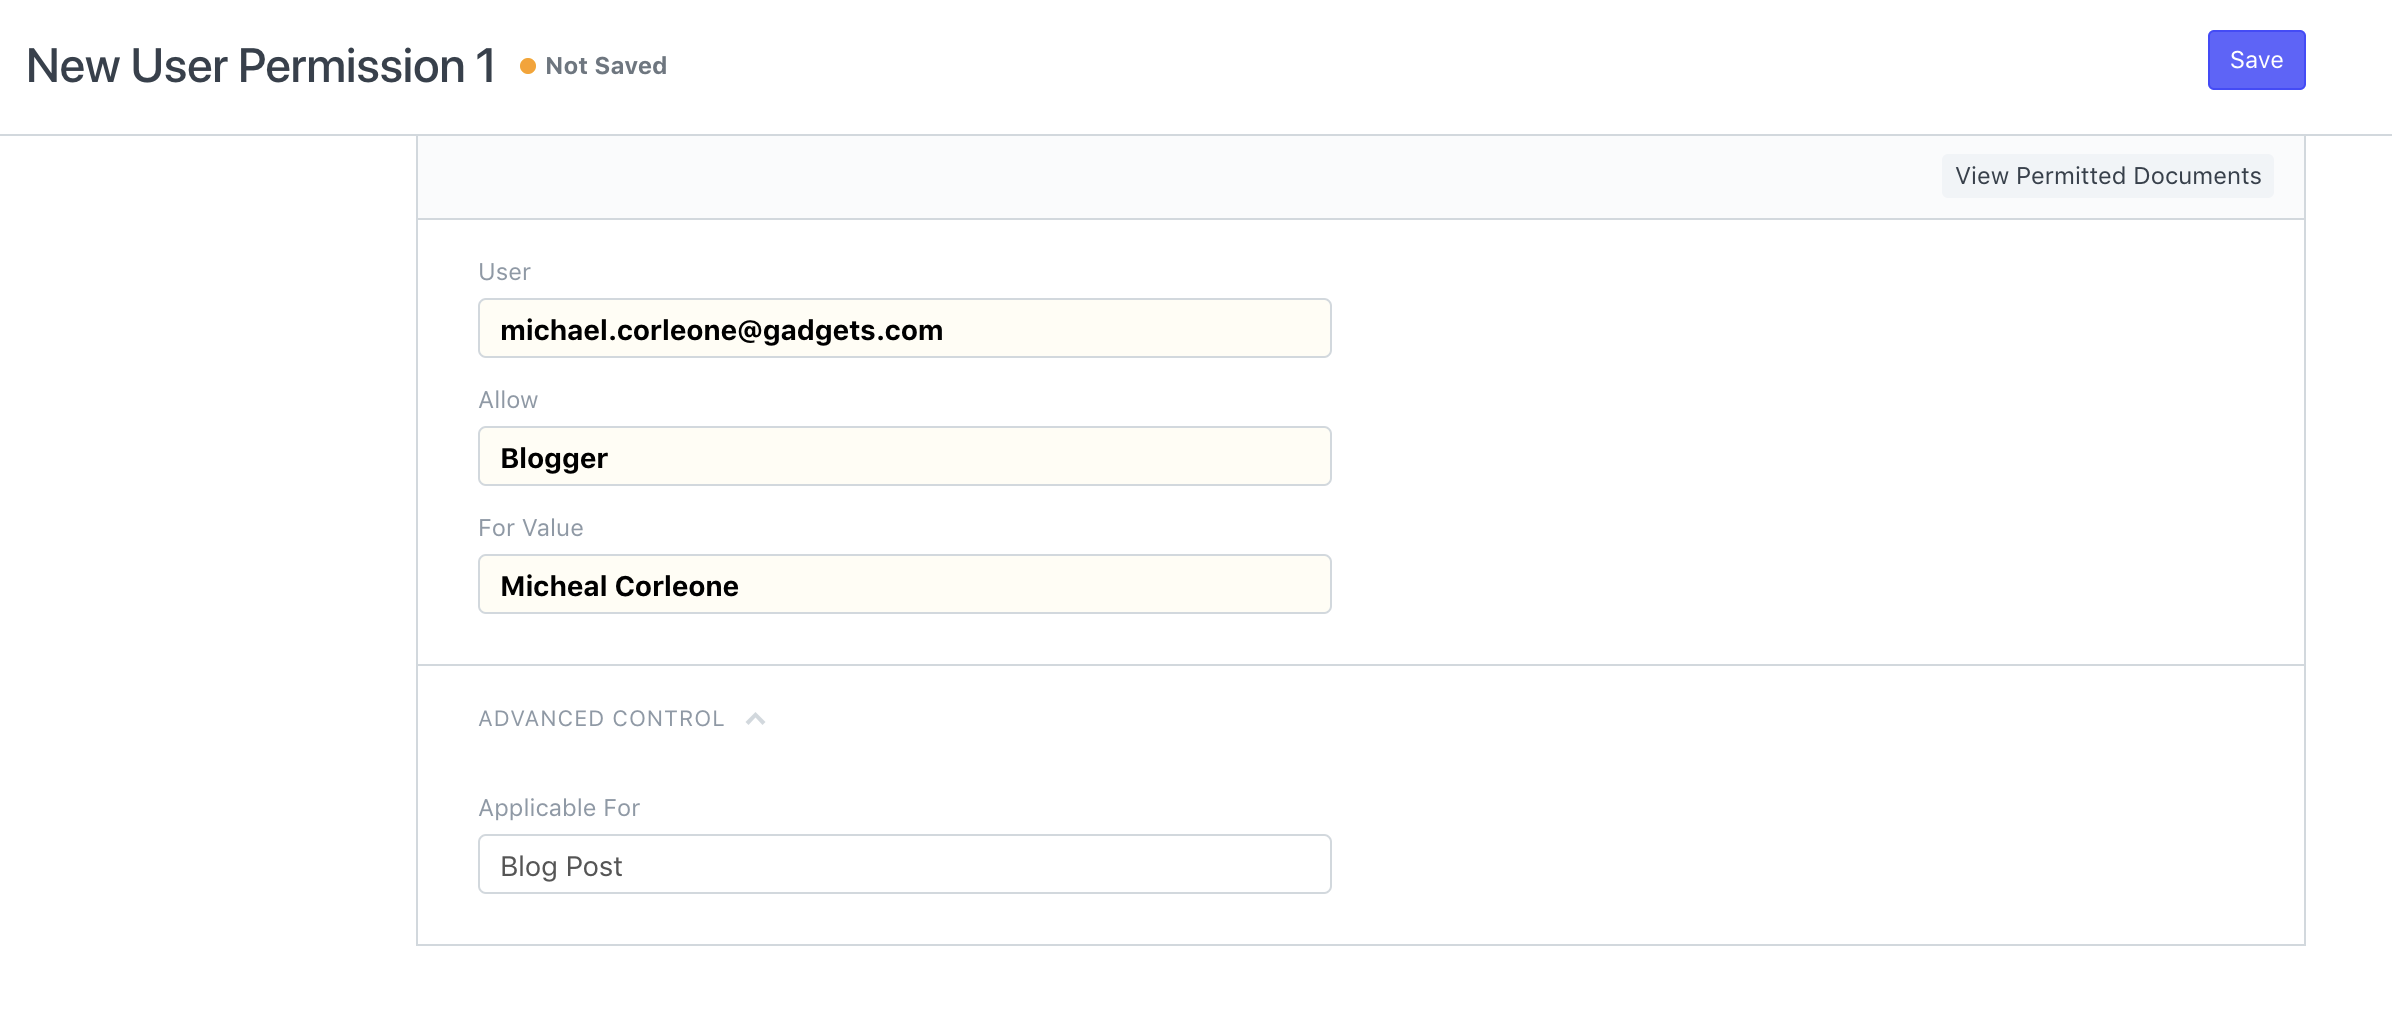 New User Permission 1
Not Saved
Save
View Permitted Documents
User
michael.corleone@gadgets.com
Allow
Blogger
For Value
Micheal Corleone
ADVANCED CONTROL
Applicable For
Blog Post